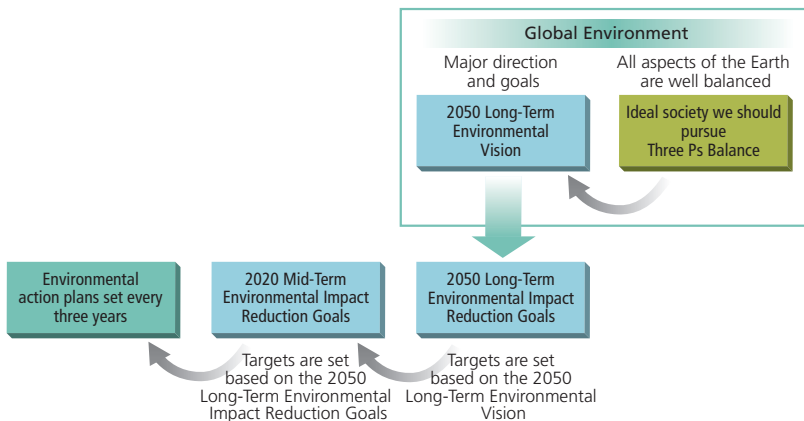 Global Environment
Major direction
and goals
All aspects of the Earth
are well balanced
2050 Long-Term
Environmental
Vision
Ideal society we should
pursue
Three Ps Balance
Environmental
action plans set every
three years
2020 Mid-Term
Environmental Impact
Reduction Goals
2050 Long-Term
Environmental Impact
Reduction Goals
Targets are set
based on the 2050
Long-Term Environmental
Impact Reduction Goals
Targets are set
based on the 2050
Long-Term Environmental
Vision